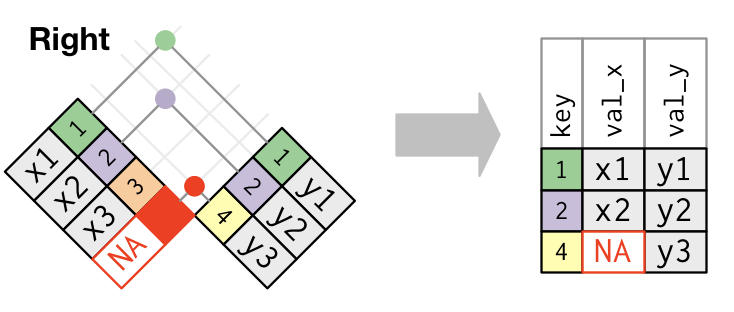 Right
1 x1
2 x2
3 x3
NA
1 y1
2 y2
4 y3
key val_x val_y
1 x1 y1
2 x2 y2
4 NA y3